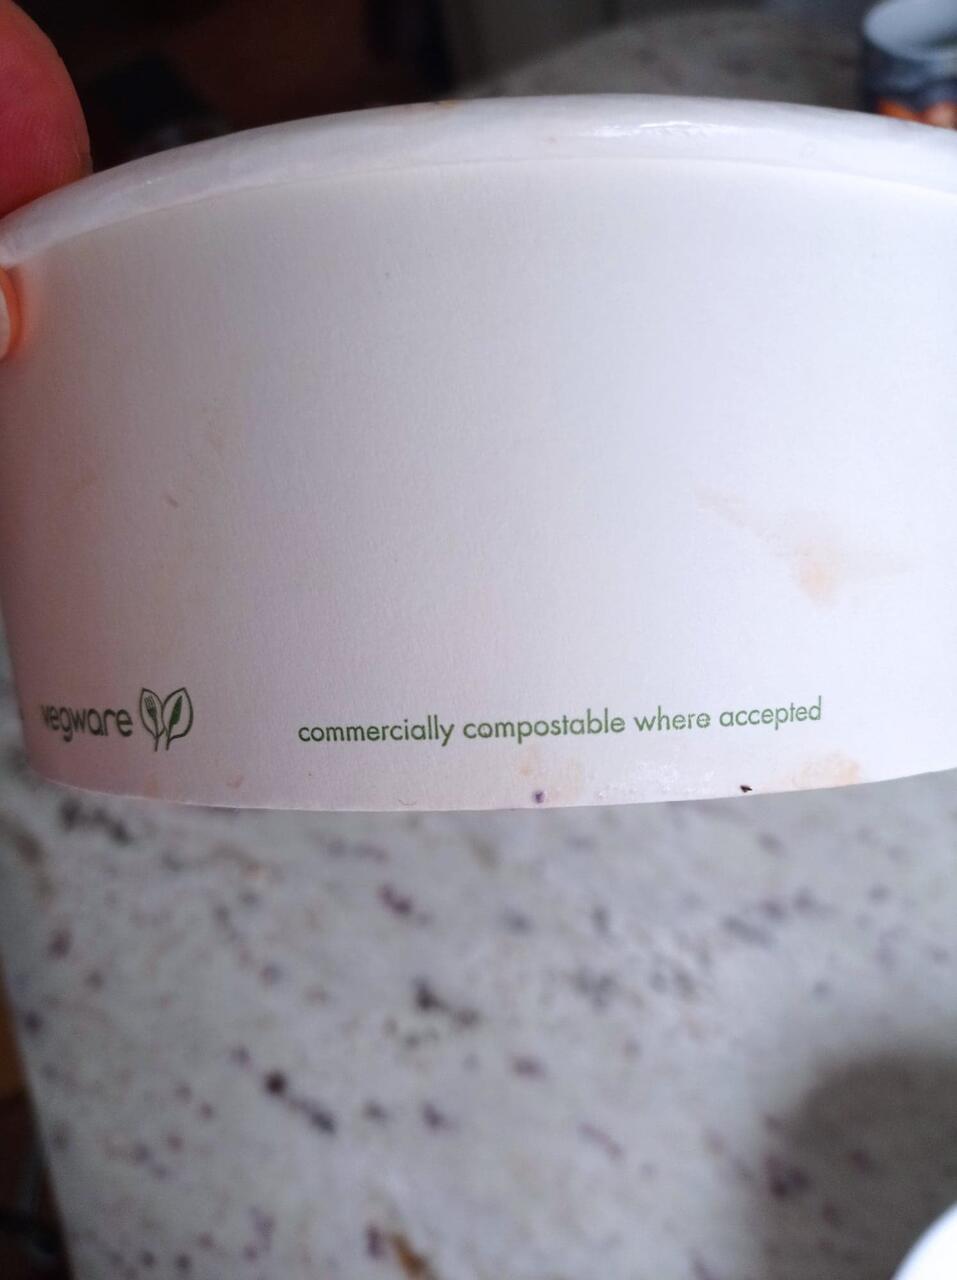 vegware commercially compostable where accepted